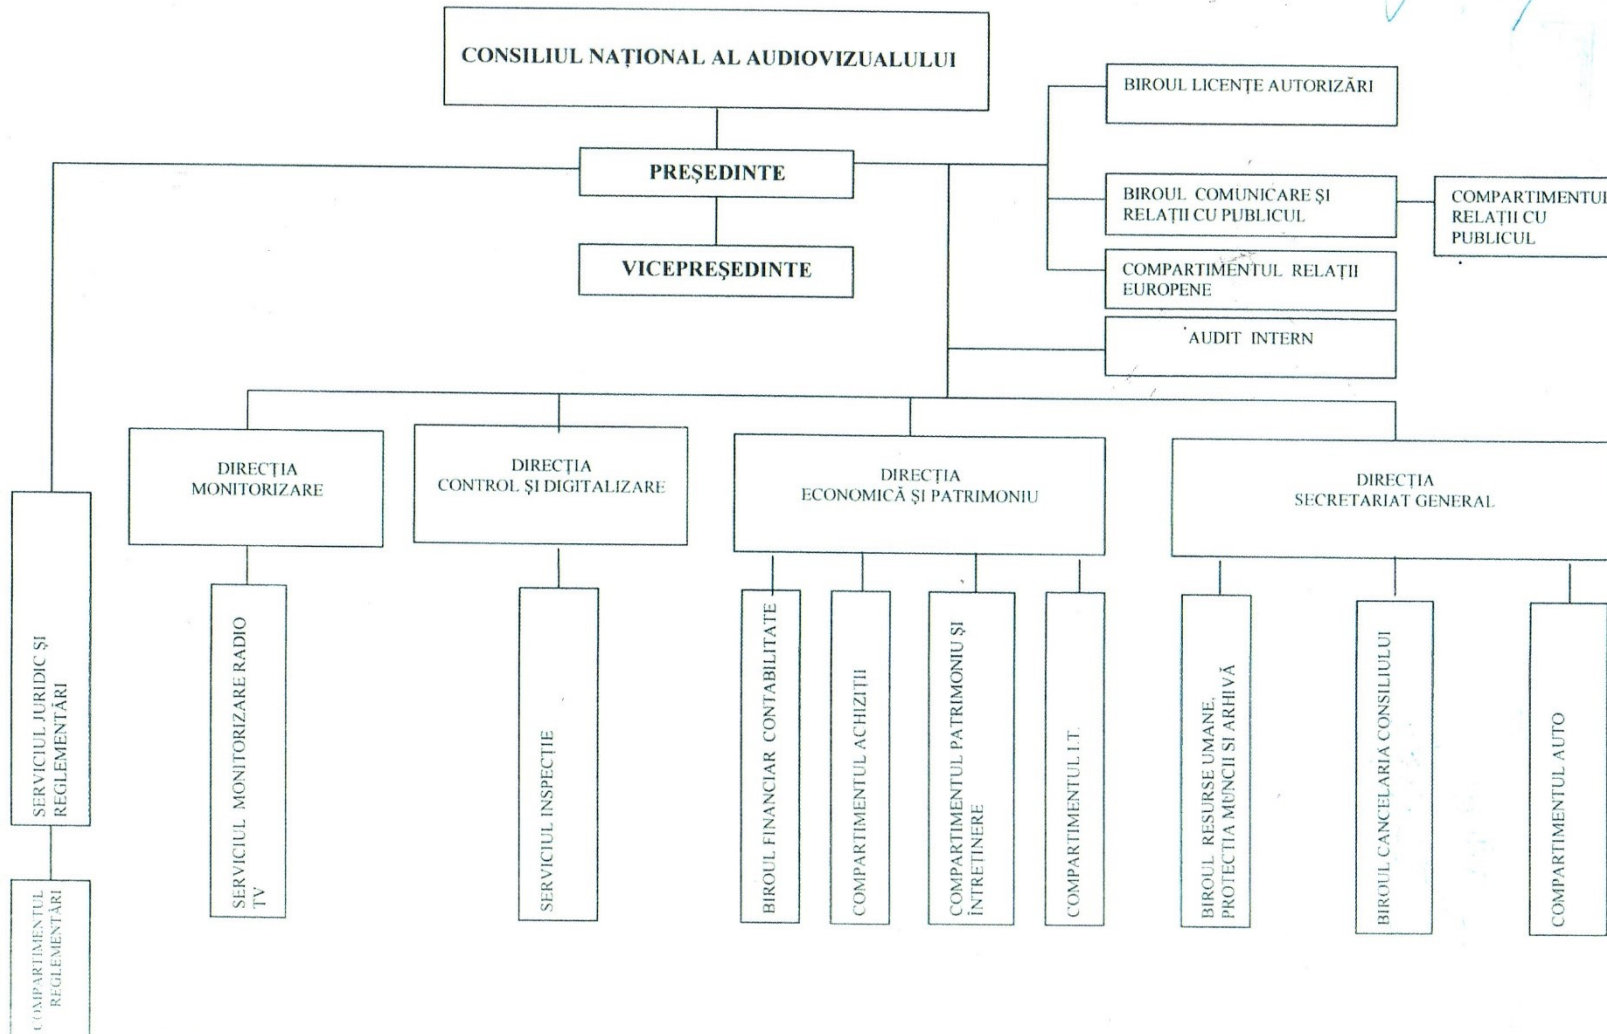 CONSILIUL NAȚIONAL AL AUDIOVIZUALULUI
BIROUL LICENȚE AUTORIZĂRI
PREȘEDINTE
BIROUL COMUNICARE ȘI
RELAȚII CU PUBLICUL
COMPARTIMENTUL
RELAȚII CU
PUBLICUL
VICEPREȘEDINTE
COMPARTIMENTUL RELAȚII
EUROPENE
AUDIT INTERN
DIRECȚIA
MONITORIZARE
DIRECȚIA
CONTROL ȘI DIGITALIZARE
DIRECȚIA
ECONOMICĂ ȘI PATRIMONIU
DIRECȚIA
SECRETARIAT GENERAL
SERVICIUL JURIDIC ȘI
REGLEMENTĂRI
SERVICIUL MONITORIZARE RADIO
TV
SERVICIUL INSPECȚIE
BIROUL FINANCIAR CONTABILITATE
COMPARTIMENTUL ACHIZIȚII
COMPARTIMENTUL PATRIMONIU ȘI
ÎNTREȚINERE
COMPARTIMENTUL I.T.
BIROUL RESURSE UMANE,
PROTECȚIA MUNCII SI ARHIVĂ
BIROUL CANCELARIA CONSILIULUI
COMPARTIMENTUL AUTO
COMPARTIMENTUL
REGLEMENTĂRI